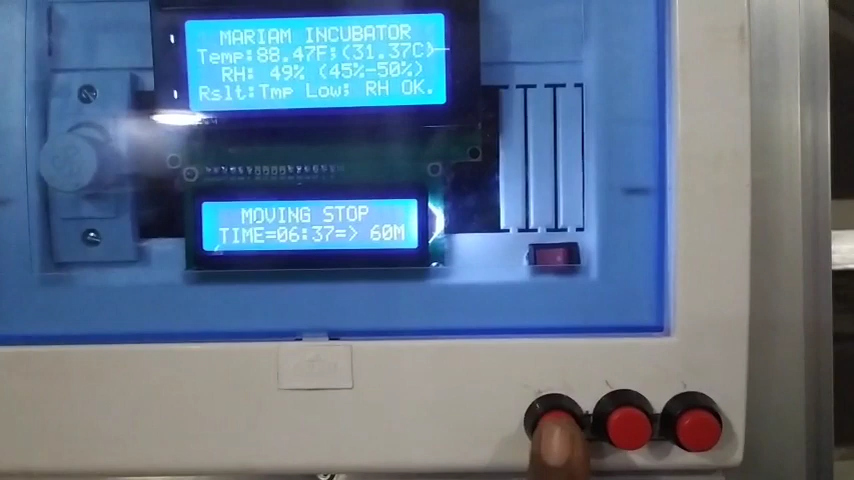 MARIAM INCUBATOR
Temp:88.47F;(31.37C)
RH: 49% (45%-50%)
Rslt:Tmp Low; RH OK.
MOVING STOP
TIME=06:37=> 60M